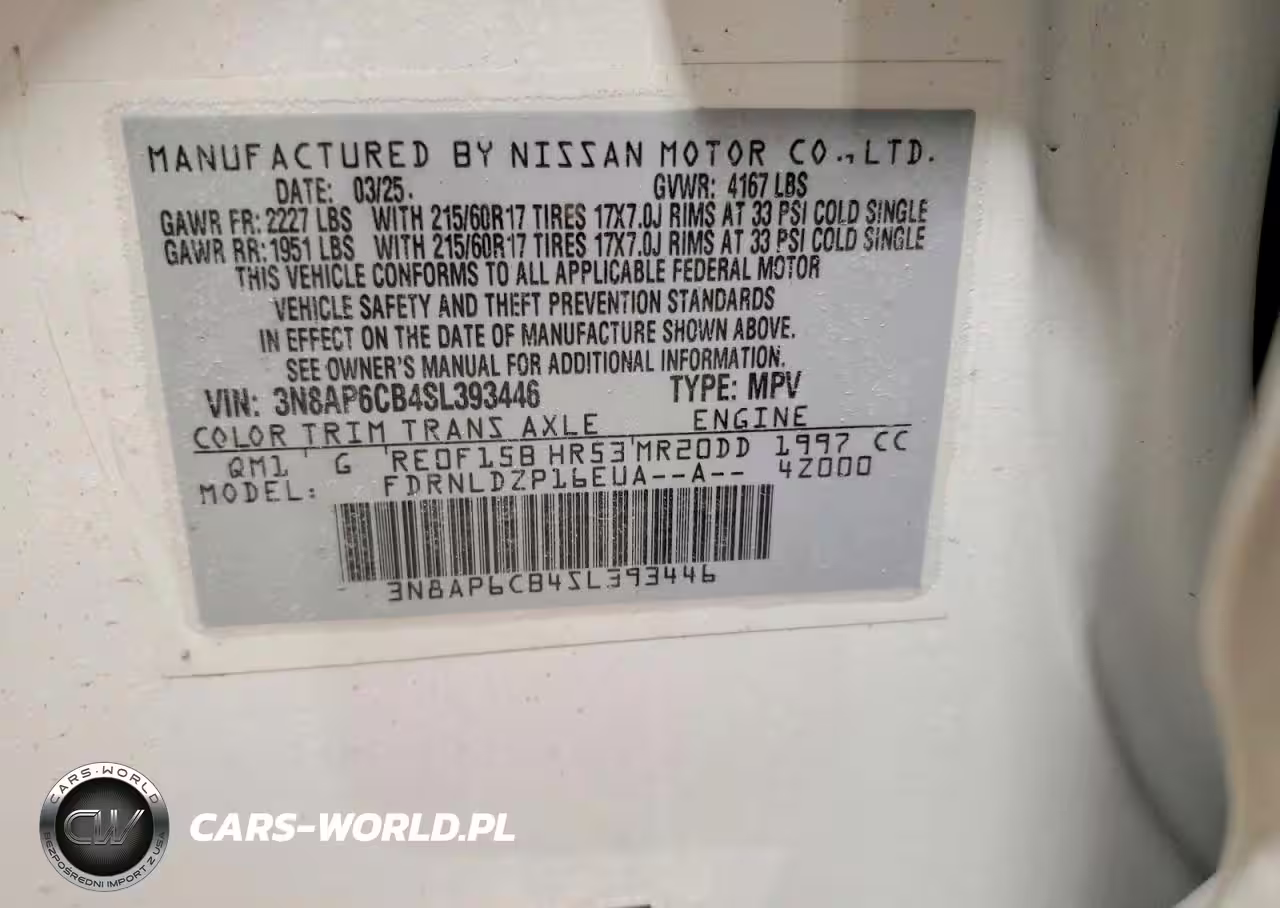 MANUFACTURED BY NISSAN MOTOR CO., LTD.
DATE: 03/25. GVWR: 4167 LBS
GAWR FR: 2227 LBS WITH 215/60R17 TIRES 17X7.0J RIMS AT 33 PSI COLD SINGLE
GAWR RR: 1951 LBS WITH 215/60R17 TIRES 17X7.0J RIMS AT 33 PSI COLD SINGLE
THIS VEHICLE CONFORMS TO ALL APPLICABLE FEDERAL MOTOR
VEHICLE SAFETY AND THEFT PREVENTION STANDARDS
IN EFFECT ON THE DATE OF MANUFACTURE SHOWN ABOVE.
SEE OWNER'S MANUAL FOR ADDITIONAL INFORMATION.
VIN: 3N8AP6CB4SL393446 TYPE: MPV
COLOR TRIM TRANS AXLE ENGINE
QM1 G RE0F15B HR53 MR20DD 1997 CC
MODEL: FDRNLDZP16EUA--A-- 42000
3N8AP6CB4SL393446
CARS-WORLD
CW
BEZPOŚREDNI IMPORT Z USA
CARS-WORLD.PL